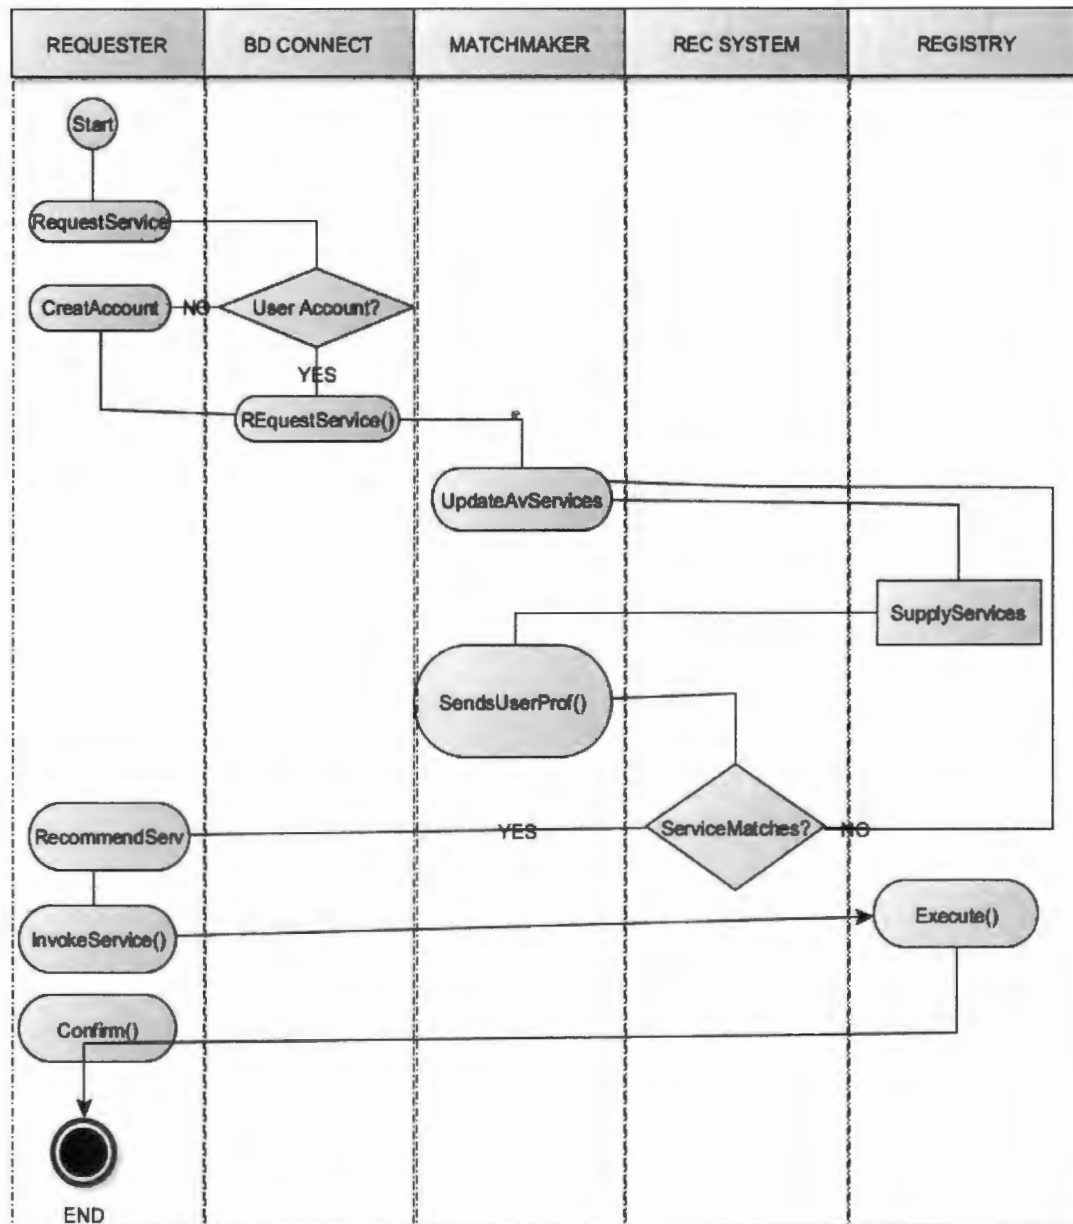 REQUESTER BD CONNECT MATCHMAKER REC SYSTEM REGISTRY
Start
RequestService
CreatAccount NO User Account?
YES
REquestService()
UpdateAvServices
SupplyServices
SendsUserProf()
RecommendServ YES ServiceMatches? NO
InvokeService() Execute()
Confirm()
END